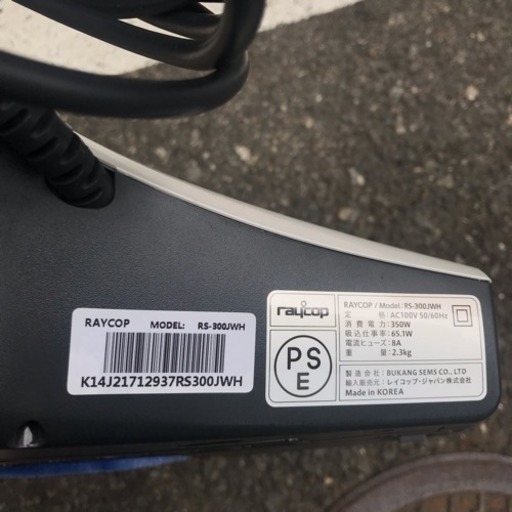 RAYCOP MODEL: RS-300JWH
K14J21712937RS300JWH
raycop
PS
E
RAYCOP / Model: RS-300JWH
定 格: AC100V 50/60Hz
消 費 電 力: 350W
吸込仕事率: 65.1W
電流ヒューズ: 8A
重 量: 2.3kg
製 造 会 社: BUKANG SEMS CO., LTD
輸入販売元: レイコップ・ジャパン株式会社
Made in KOREA